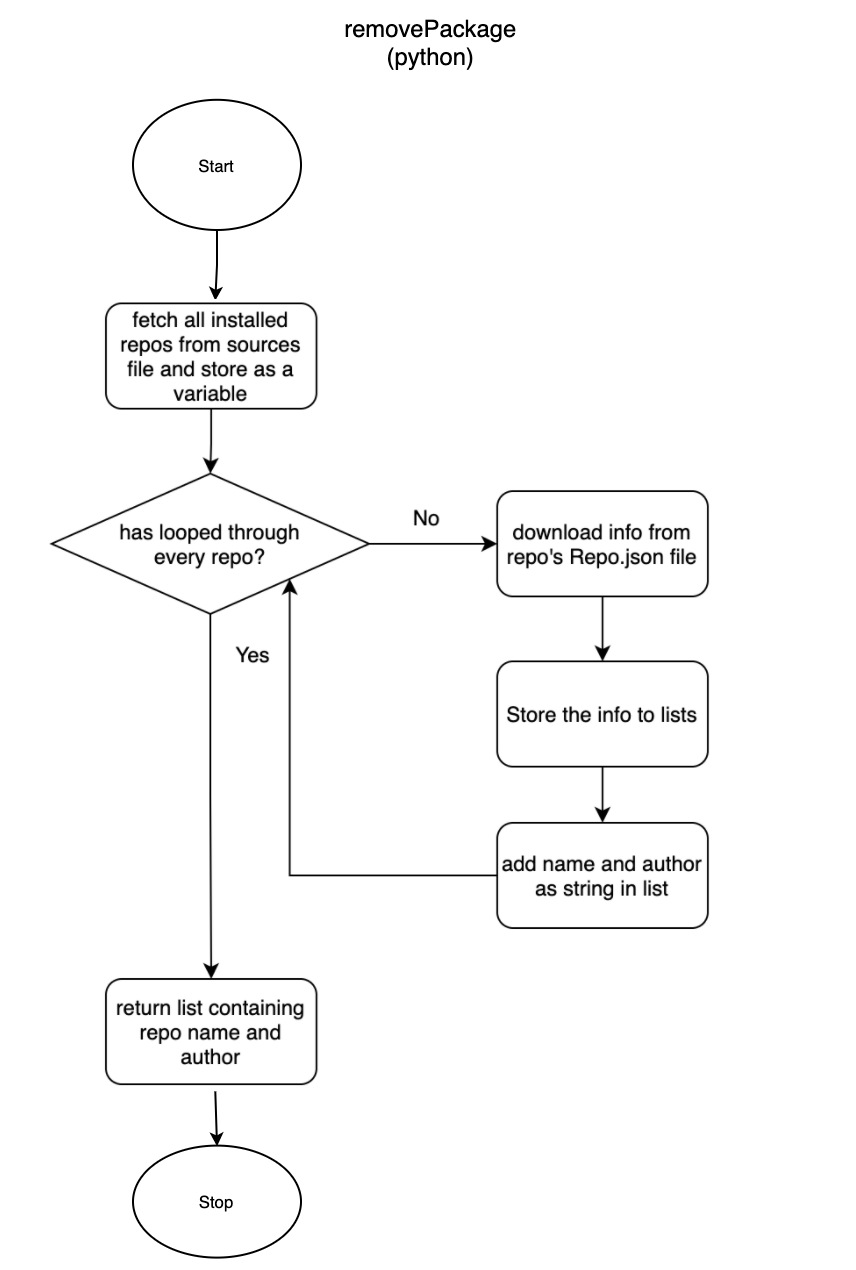 removePackage
(python)
Start
fetch all installed
repos from sources
file and store as a
variable
has looped through
every repo?
No
download info from
repo's Repo.json file
Yes
Store the info to lists
add name and author
as string in list
return list containing
repo name and
author
Stop